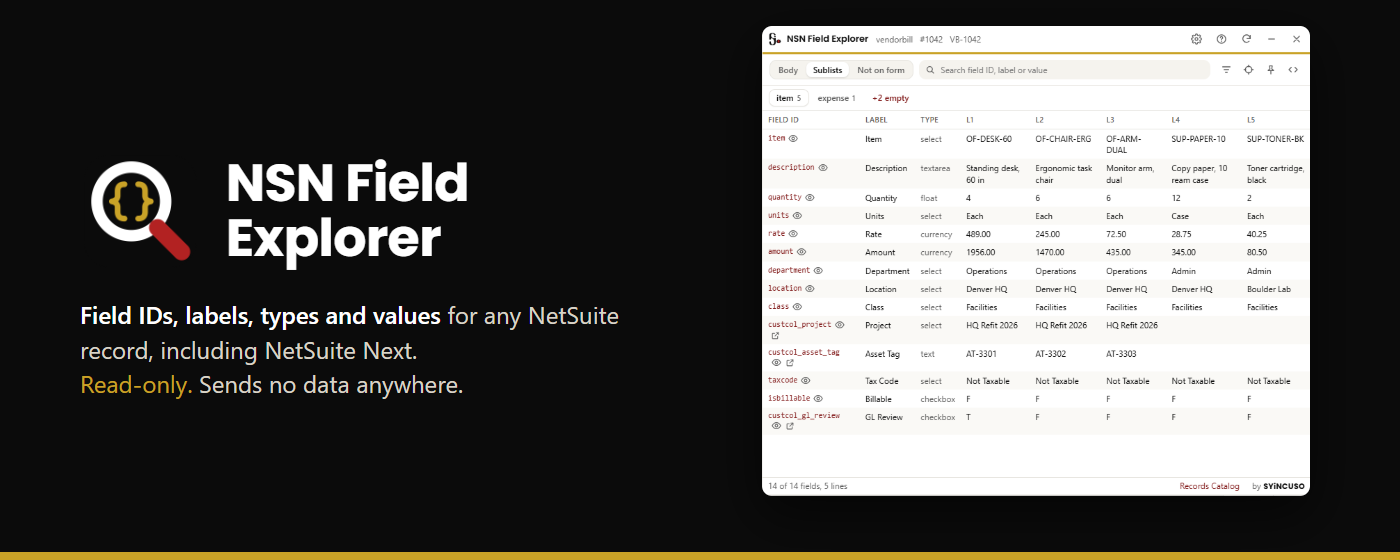 {}
NSN Field
Explorer
Field IDs, labels, types and values for any NetSuite
record, including NetSuite Next.
Read-only. Sends no data anywhere.
NSN Field Explorer vendorbill #1042 VB-1042
Body Sublists Not on form Search field ID, label or value
item 5 expense 1 +2 empty
FIELD ID LABEL TYPE L1 L2 L3 L4 L5
item Item select OF-DESK-60 OF-CHAIR-ERG OF-ARM- SUP-PAPER-10 SUP-TONER-BK
DUAL
description Description textarea Standing desk, Ergonomic task Monitor arm, Copy paper, 10 Toner cartridge,
60 in chair dual ream case black
quantity Quantity float 4 6 6 12 2
units Units select Each Each Each Case Each
rate Rate currency 489.00 245.00 72.50 28.75 40.25
amount Amount currency 1956.00 1470.00 435.00 345.00 80.50
department Department select Operations Operations Operations Admin Admin
location Location select Denver HQ Denver HQ Denver HQ Denver HQ Boulder Lab
class Class select Facilities Facilities Facilities Facilities Facilities
custcol_project Project select HQ Refit 2026 HQ Refit 2026 HQ Refit 2026
custcol_asset_tag Asset Tag text AT-3301 AT-3302 AT-3303
taxcode Tax Code select Not Taxable Not Taxable Not Taxable Not Taxable Not Taxable
isbillable Billable checkbox F F F F F
custcol_gl_review GL Review checkbox T F F F F
14 of 14 fields, 5 lines Records Catalog by SYiNCUSO